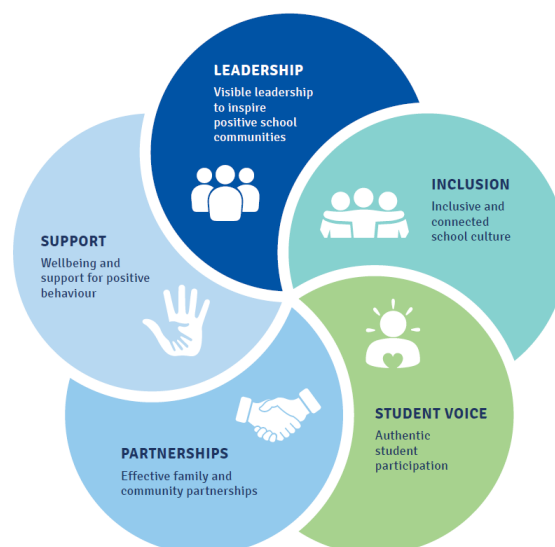 LEADERSHIP
Visible leadership
to inspire
positive school
communities
INCLUSION
Inclusive and
connected
school culture
STUDENT VOICE
Authentic
student
participation
PARTNERSHIPS
Effective family and
community partnerships
SUPPORT
Wellbeing and
support for positive
behaviour